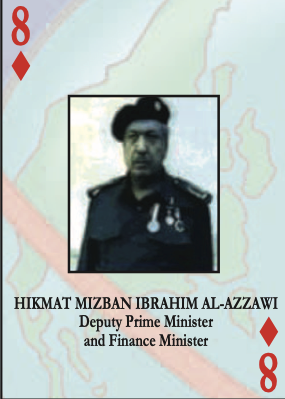 8
HIKMAT MIZBAN IBRAHIM AL-AZZAWI
Deputy Prime Minister
and Finance Minister
8